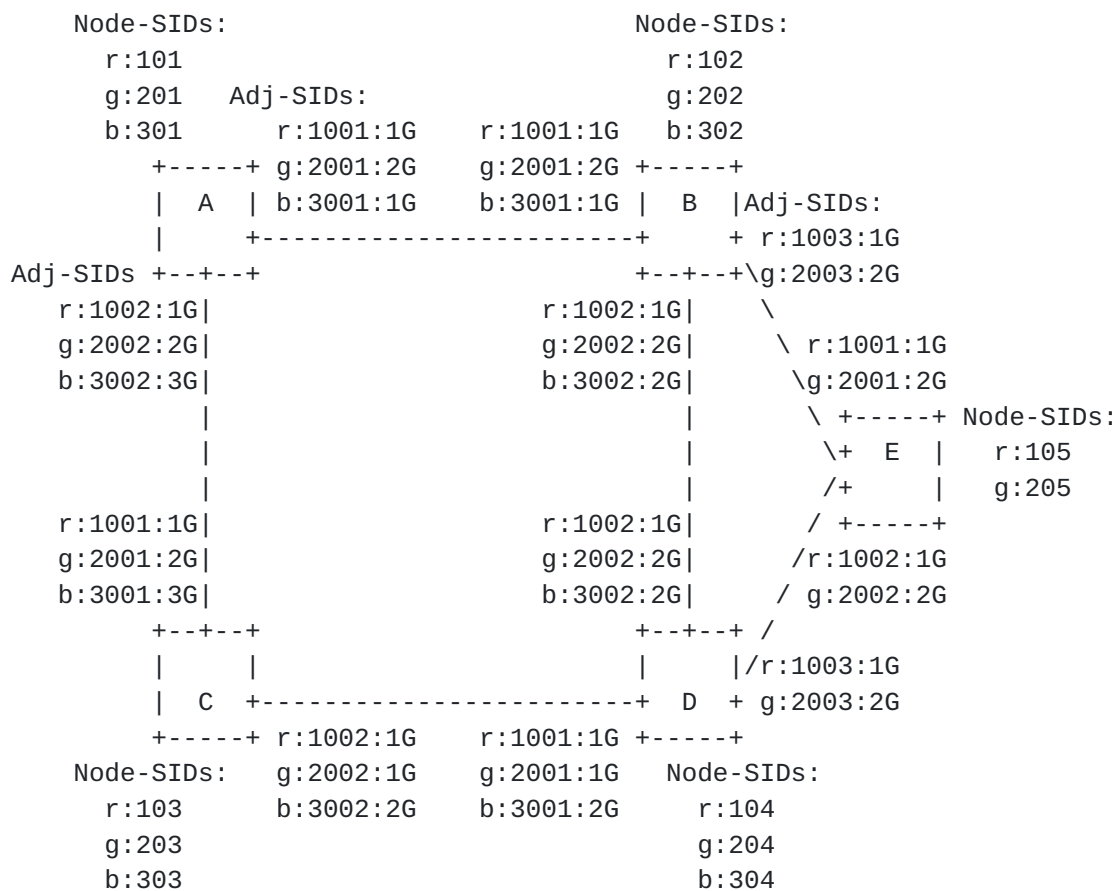 Node-SIDs: Node-SIDs:
r:101 r:102
g:201 Adj-SIDs: g:202
b:301 r:1001:1G r:1001:1G b:302
+-----+ g:2001:2G g:2001:2G +-----+
| A | b:3001:1G b:3001:1G | B |Adj-SIDs:
| +-------------------------+ + r:1003:1G
Adj-SIDs +--+--+ +--+--+\g:2003:2G
r:1002:1G| r:1002:1G| \
g:2002:2G| g:2002:2G| \ r:1001:1G
b:3002:3G| b:3002:2G| \g:2001:2G
| | \ +-----+ Node-SIDs:
| | \+ E | r:105
| | /+ | g:205
r:1001:1G| r:1002:1G| / +-----+
g:2001:2G| g:2002:2G| /r:1002:1G
b:3001:3G| b:3002:2G| / g:2002:2G
+--+--+ +--+--+ /
| | | |/r:1003:1G
| C +-------------------------+ D + g:2003:2G
+-----+ r:1002:1G r:1001:1G +-----+
Node-SIDs: g:2002:1G g:2001:1G Node-SIDs:
r:103 b:3002:2G b:3001:2G r:104
g:203 g:204
b:303 b:304